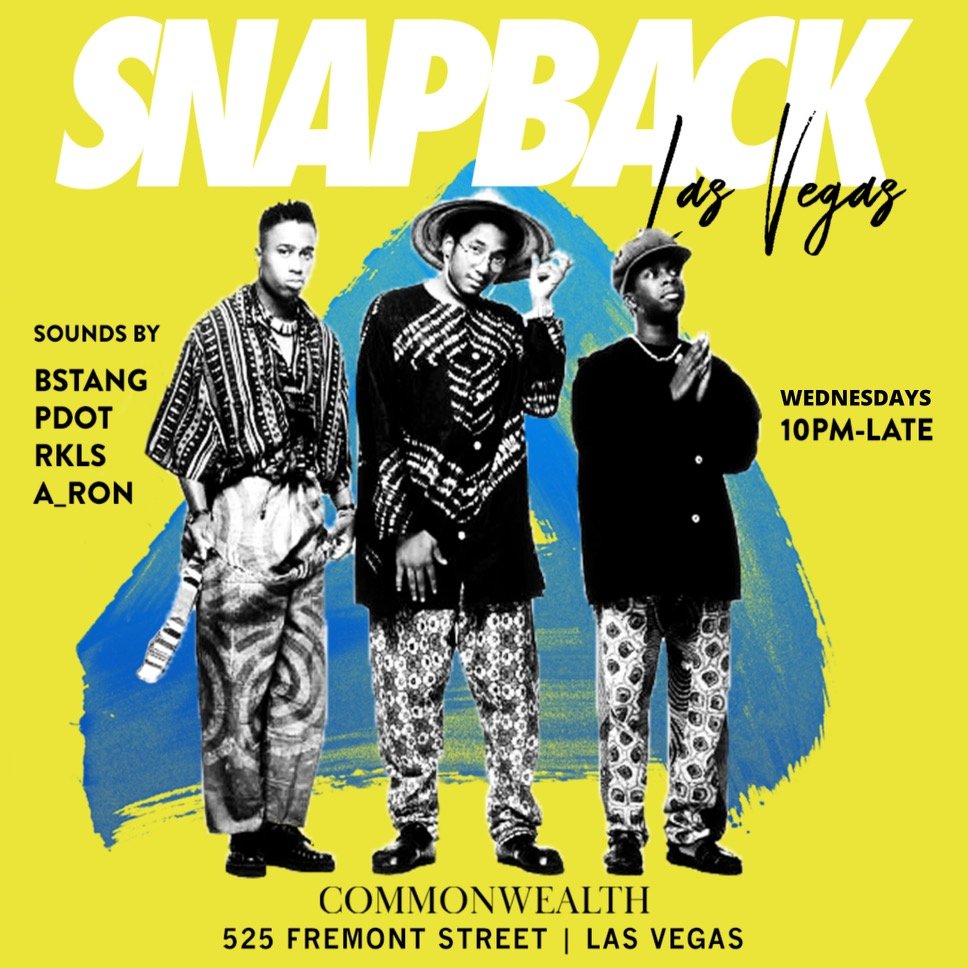 SNAPBACK
Las Vegas
SOUNDS BY
BSTANG
PDOT
RKLS
A_RON
WEDNESDAYS
10PM-LATE
COMMONWEALTH
525 FREMONT STREET | LAS VEGAS